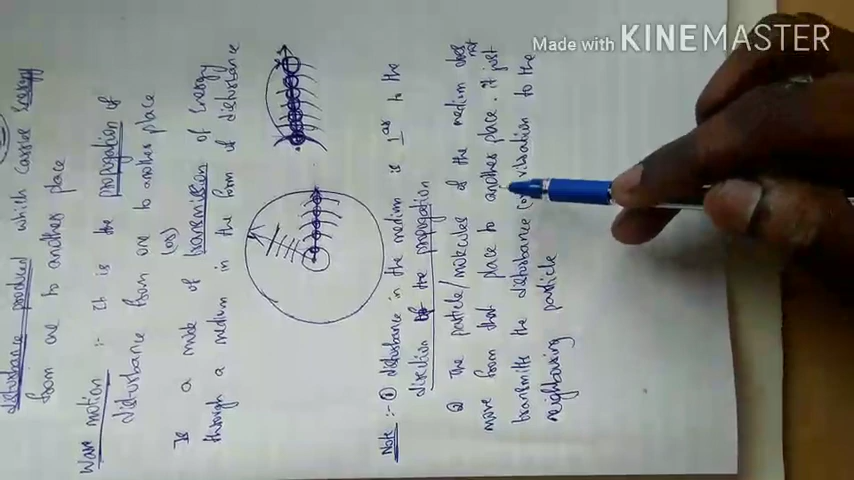 disturbance produced which carries Energy
from one to another place
Wave motion :- it is the propagation of
disturbance from one to another place
(or)
is a mode of transmission of Energy
through a medium in the form of disturbance
Note :- ① disturbance in the medium is to the
direction of the propagation
② The particle/molecules of the medium does not
move from that place to another place. it just
transmits the disturbance vibration to the
neighbouring particle
Made with KINEMASTER